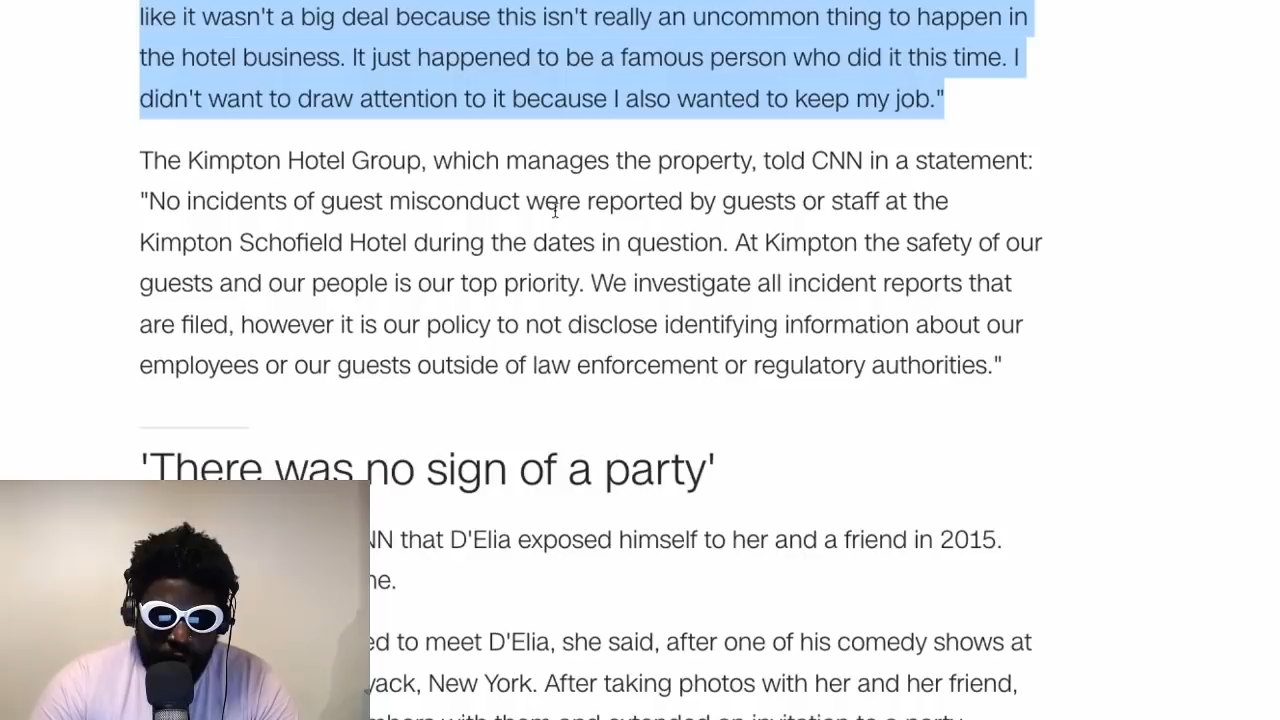 like it wasn't a big deal because this isn't really an uncommon thing to happen in
the hotel business. It just happened to be a famous person who did it this time. I
didn't want to draw attention to it because I also wanted to keep my job."
The Kimpton Hotel Group, which manages the property, told CNN in a statement:
"No incidents of guest misconduct were reported by guests or staff at the
Kimpton Schofield Hotel during the dates in question. At Kimpton the safety of our
guests and our people is our top priority. We investigate all incident reports that
are filed, however it is our policy to not disclose identifying information about our
employees or our guests outside of law enforcement or regulatory authorities."
'There was no sign of a party'
that D'Elia exposed himself to her and a friend in 2015.
to meet D'Elia, she said, after one of his comedy shows at
New York. After taking photos with her and her friend,
with them and extended an invitation to a party